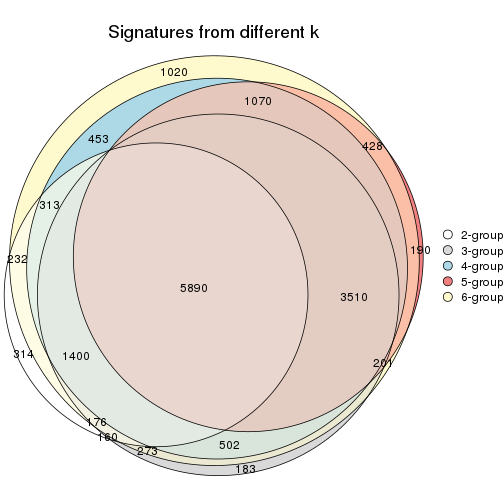 Signatures from different k
1020
1070
453
428
313
190
232
5890
3510
314
1400
201
176
160
273
502
183
2-group
3-group
4-group
5-group
6-group